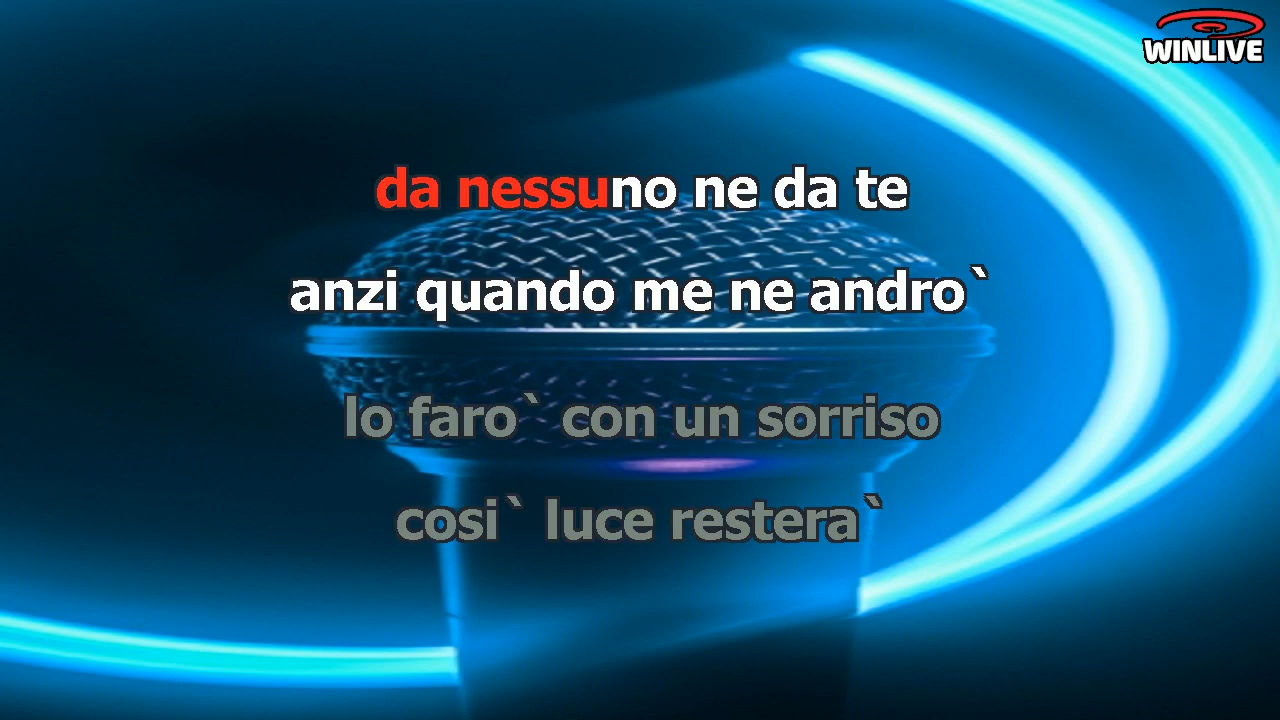 WINLIVE
da nessuno ne da te
anzi quando me ne andro`
lo faro` con un sorriso
cosi` luce restera`